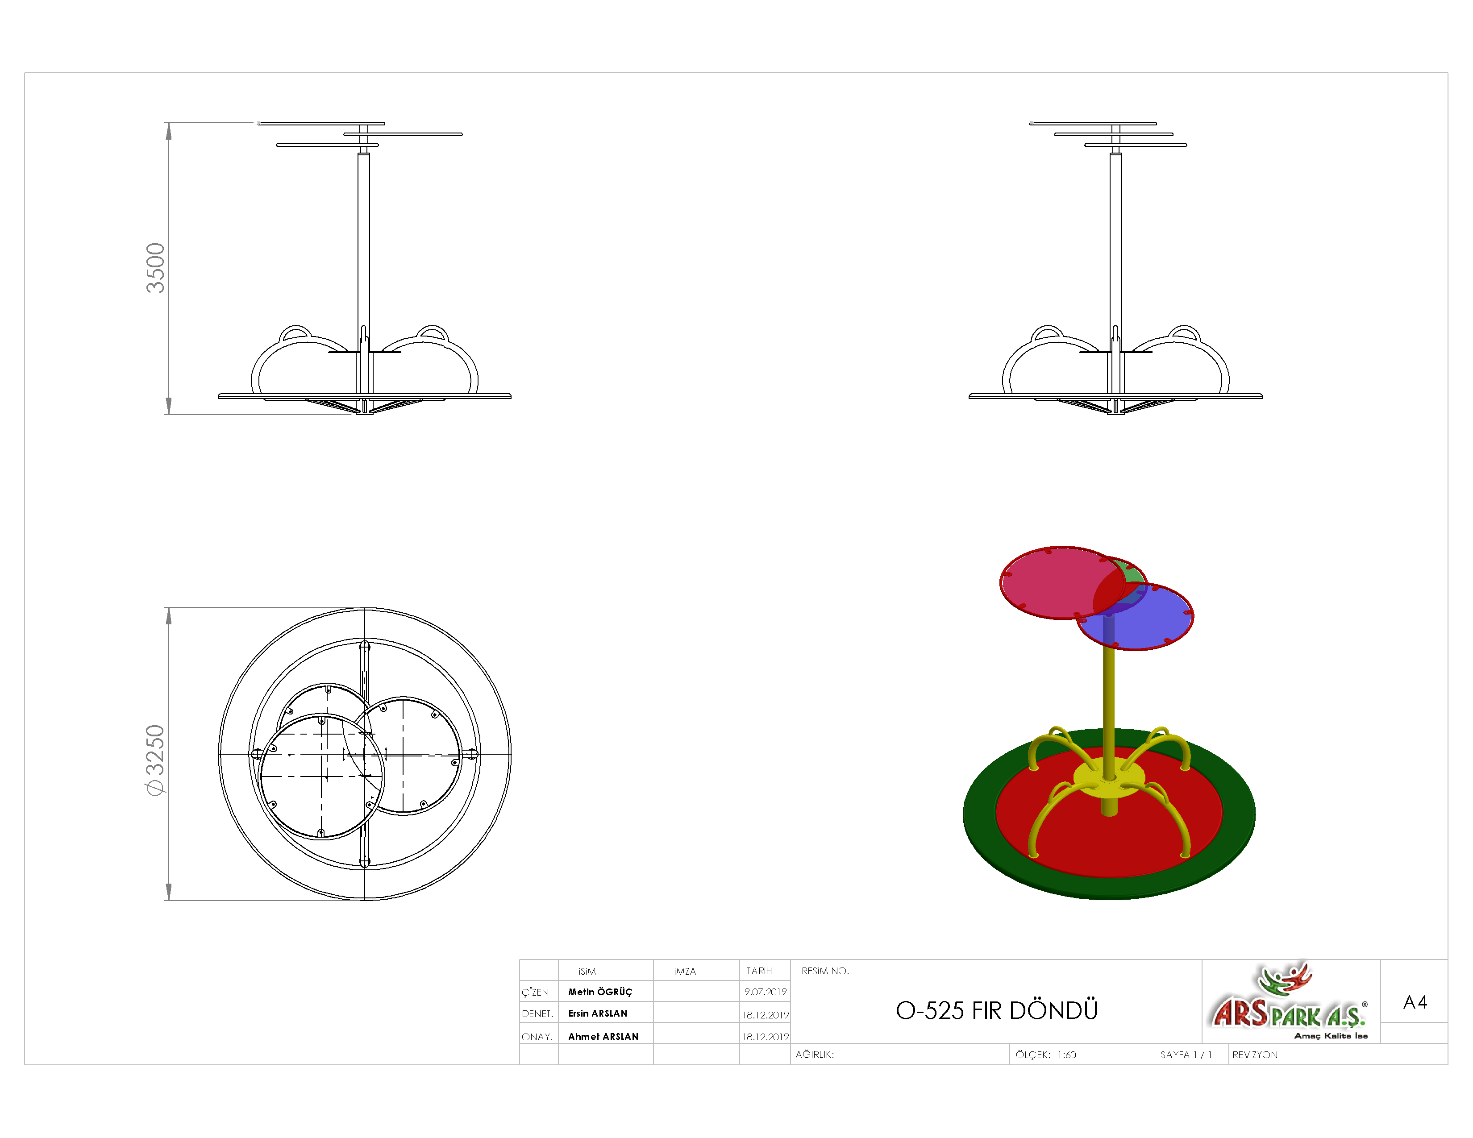 3500
∅3250
İSİM İMZA TARİH RESİM NO.
ÇİZEN. Metin ÖGRÜÇ 9.07.2019
O-525 FIR DÖNDÜ
ARSPARK A.Ş.®
Amaç Kalite İse
A4
DENET. Ersin ARSLAN 18.12.2019
ONAY. Ahmet ARSLAN 18.12.2019
AĞIRLIK: ÖLÇEK: 1:60 SAYFA 1 / 1 REVİZYON